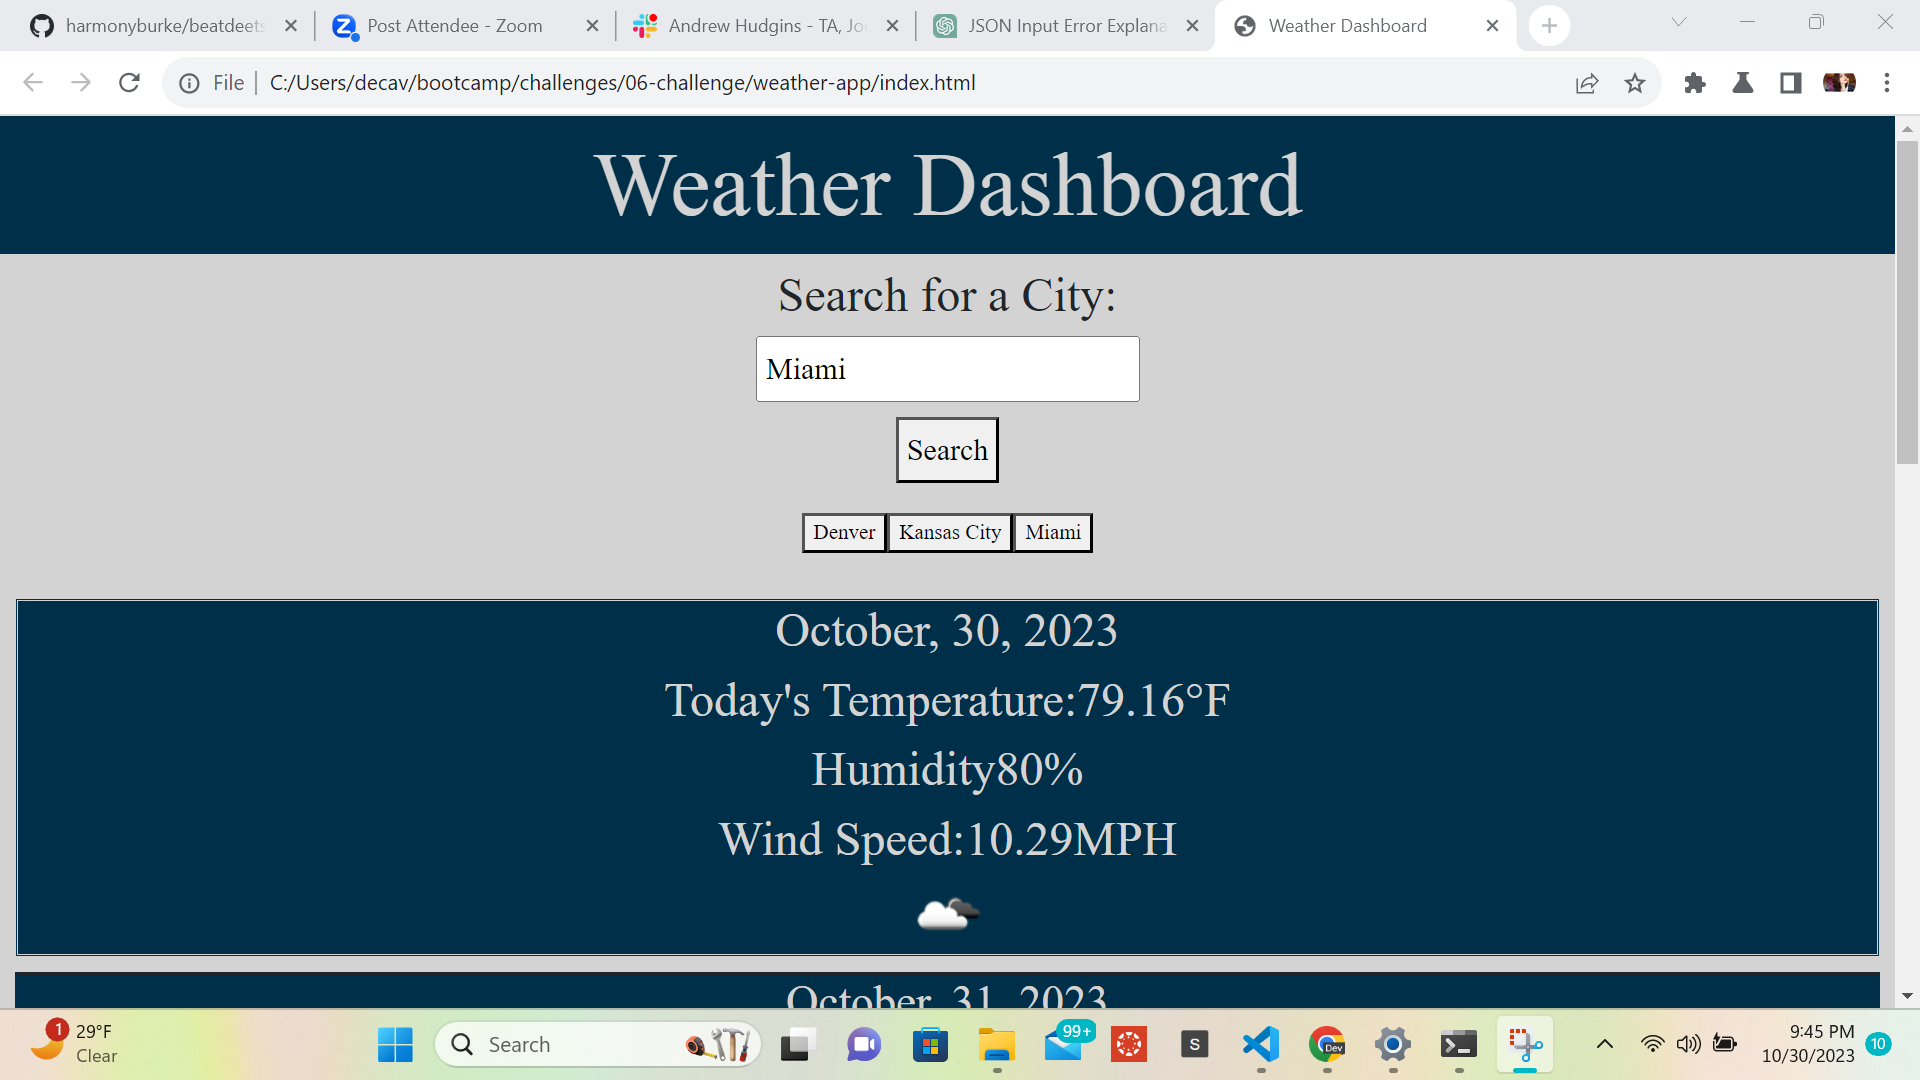 harmonyburke/beatdeets
Post Attendee - Zoom
Andrew Hudgins - TA, Jo
JSON Input Error Explana
Weather Dashboard
File
C:/Users/decav/bootcamp/challenges/06-challenge/weather-app/index.html
Weather Dashboard
Search for a City:
Miami
Search
Denver
Kansas City
Miami
October, 30, 2023
Today's Temperature:79.16°F
Humidity80%
Wind Speed:10.29MPH
October, 31, 2023
1
29°F
Clear
Search
99+
S
Dev
9:45 PM
10/30/2023
10